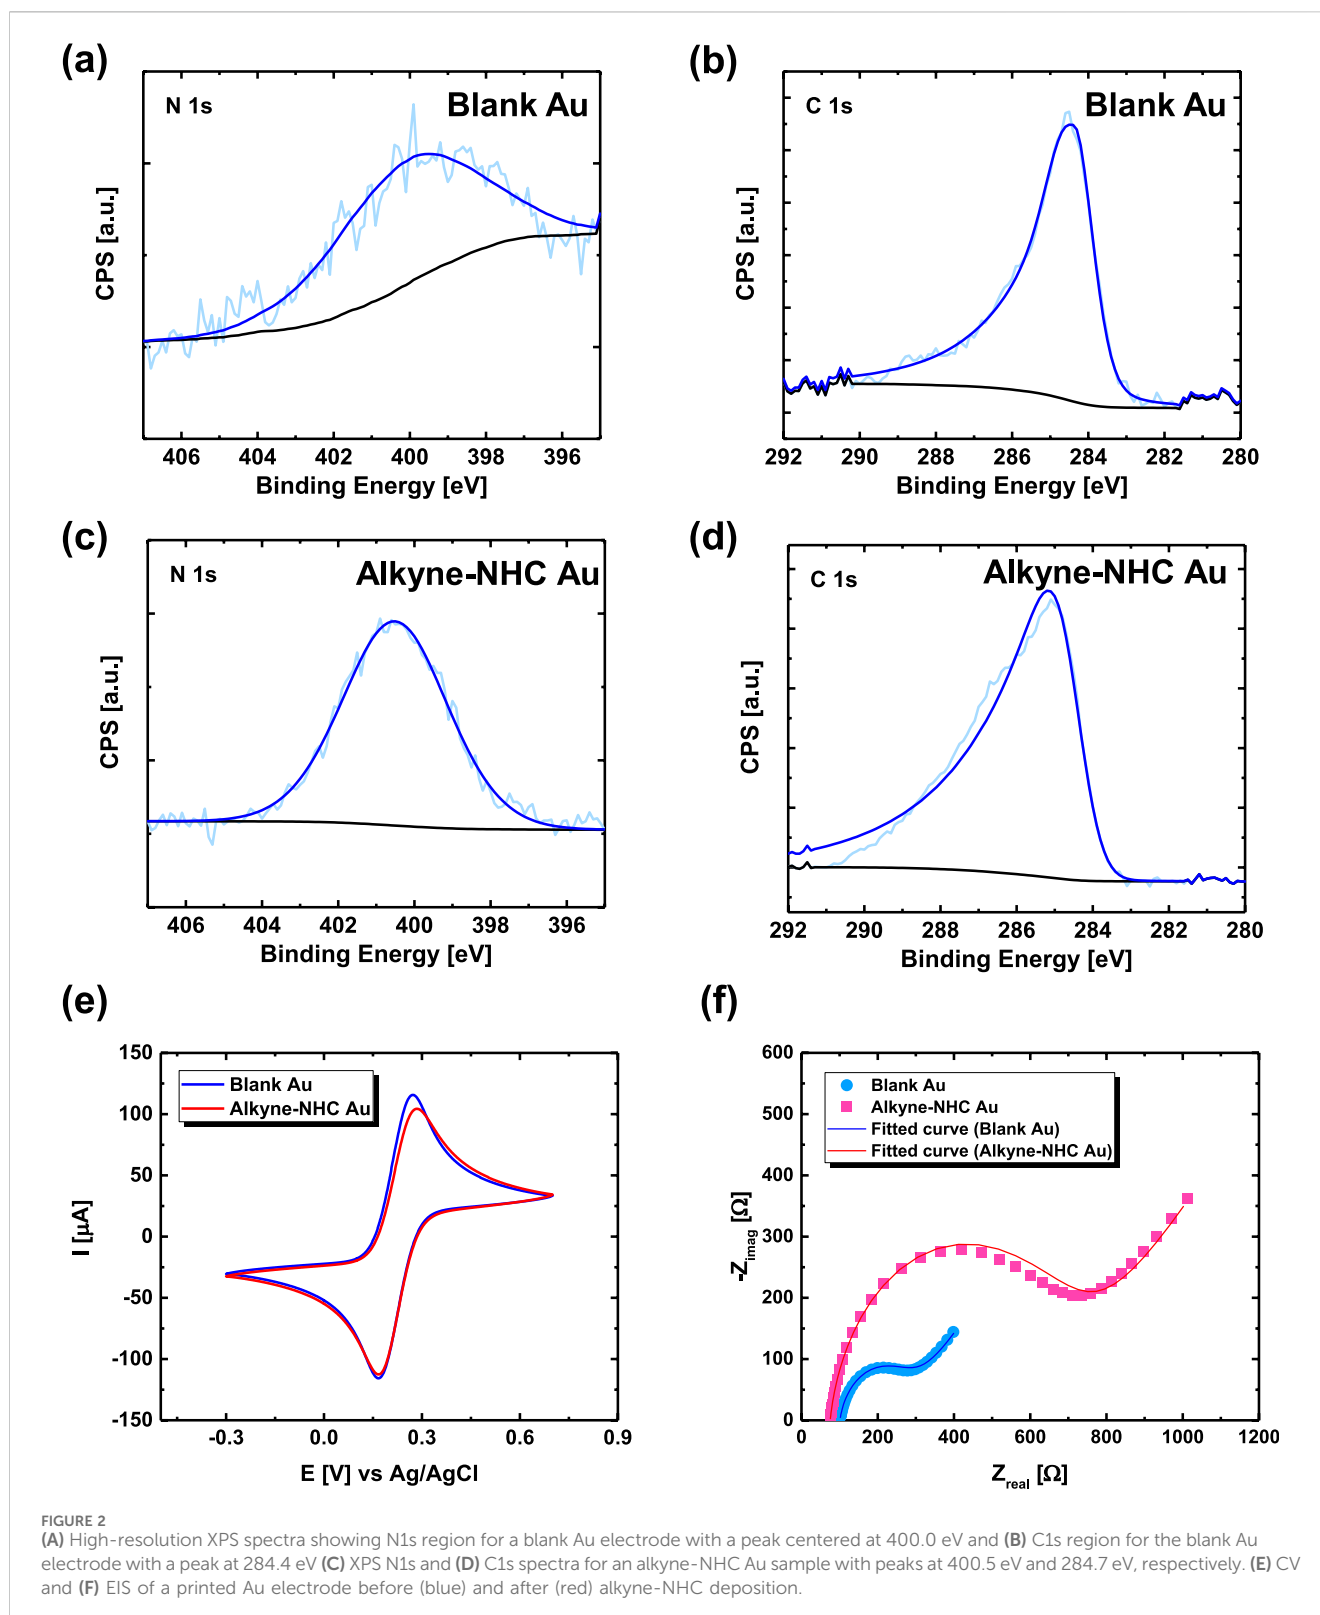 (a)
N 1s
Blank Au
CPS [a.u.]
406 404 402 400 398 396
Binding Energy [eV]
(b)
C 1s
Blank Au
CPS [a.u.]
292 290 288 286 284 282 280
Binding Energy [eV]
(c)
N 1s
Alkyne-NHC Au
CPS [a.u.]
406 404 402 400 398 396
Binding Energy [eV]
(d)
C 1s
Alkyne-NHC Au
CPS [a.u.]
292 290 288 286 284 282 280
Binding Energy [eV]
(e)
150
100
50
0
-50
-100
-150
I [µA]
Blank Au
Alkyne-NHC Au
-0.3 0.0 0.3 0.6 0.9
E [V] vs Ag/AgCl
(f)
600
500
400
300
200
100
0
-Zimag [Ω]
Blank Au
Alkyne-NHC Au
Fitted curve (Blank Au)
Fitted curve (Alkyne-NHC Au)
0 200 400 600 800 1000 1200
Zreal [Ω]
FIGURE 2
(A) High-resolution XPS spectra showing N1s region for a blank Au electrode with a peak centered at 400.0 eV and (B) C1s region for the blank Au
electrode with a peak at 284.4 eV (C) XPS N1s and (D) C1s spectra for an alkyne-NHC Au sample with peaks at 400.5 eV and 284.7 eV, respectively. (E) CV
and (F) EIS of a printed Au electrode before (blue) and after (red) alkyne-NHC deposition.